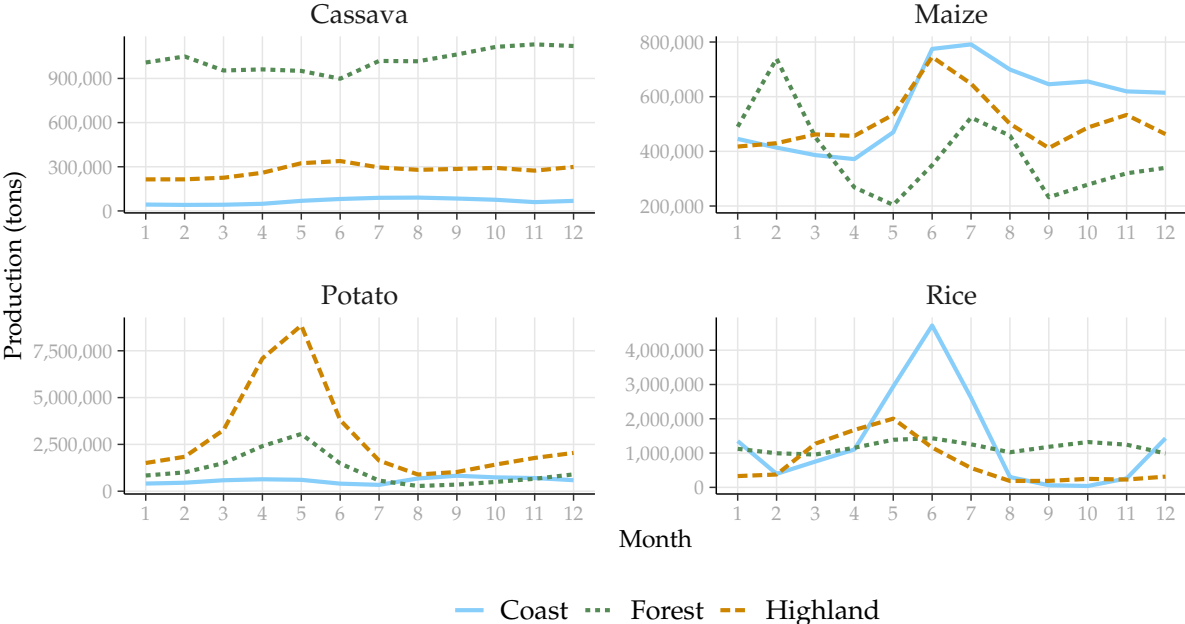 Cassava
900,000
600,000
300,000
0
1 2 3 4 5 6 7 8 9 10 11 12
Maize
800,000
600,000
400,000
200,000
1 2 3 4 5 6 7 8 9 10 11 12
Production (tons)
Potato
7,500,000
5,000,000
2,500,000
0
1 2 3 4 5 6 7 8 9 10 11 12
Rice
4,000,000
3,000,000
2,000,000
1,000,000
0
1 2 3 4 5 6 7 8 9 10 11 12
Month
Coast Forest Highland